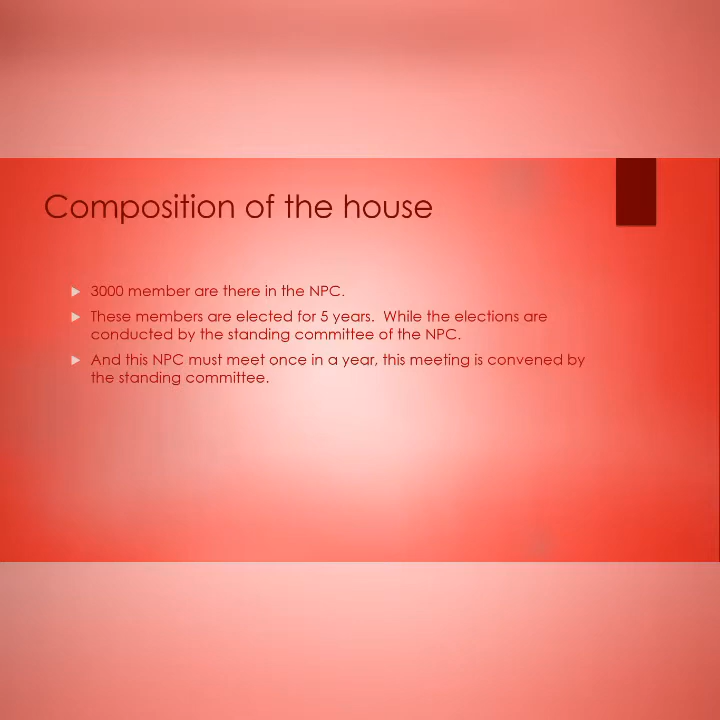 Composition of the house
3000 member are there in the NPC.
These members are elected for 5 years.  While the elections are
conducted by the standing committee of the NPC.
And this NPC must meet once in a year, this meeting is convened by
the standing committee.